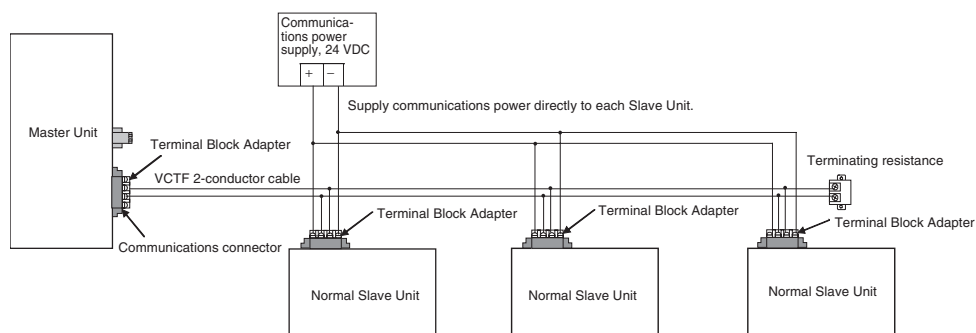 Communica-
tions power
supply, 24 VDC
+ −
Supply communications power directly to each Slave Unit.
Master Unit
Terminal Block Adapter
Terminating resistance
VCTF 2-conductor cable
Terminal Block Adapter
Terminal Block Adapter
Terminal Block Adapter
Communications connector
Normal Slave Unit
Normal Slave Unit
Normal Slave Unit